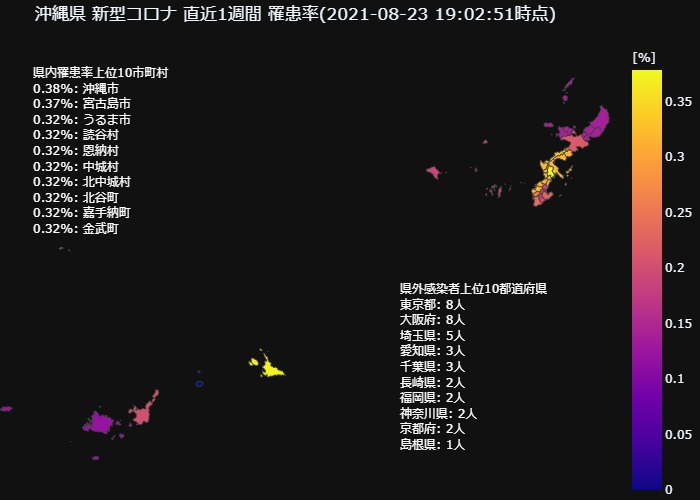 沖縄県 新型コロナ 直近1週間 罹患率(2021-08-23 19:02:51時点)
県内罹患率上位10市町村
0.38%: 沖縄市
0.37%: 宮古島市
0.32%: うるま市
0.32%: 読谷村
0.32%: 恩納村
0.32%: 中城村
0.32%: 北中城村
0.32%: 北谷町
0.32%: 嘉手納町
0.32%: 金武町
[%]
0.35
0.3
0.25
0.2
0.15
0.1
0.05
0
県外感染者上位10都道府県
東京都: 8人
大阪府: 8人
埼玉県: 5人
愛知県: 3人
千葉県: 3人
長崎県: 2人
福岡県: 2人
神奈川県: 2人
京都府: 2人
島根県: 1人